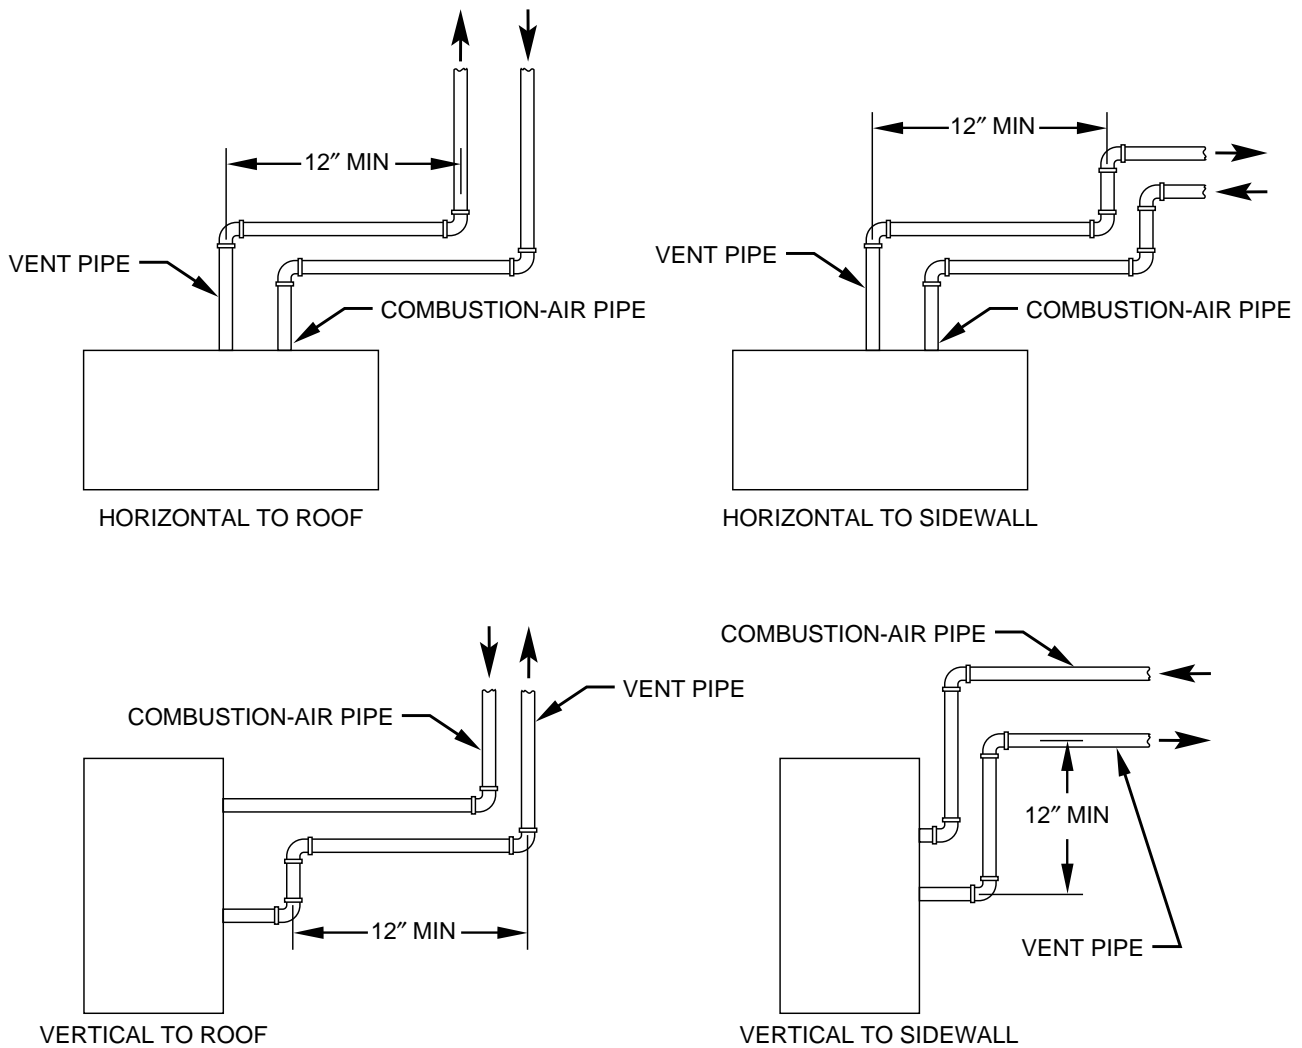 12″ MIN
VENT PIPE
COMBUSTION-AIR PIPE
HORIZONTAL TO ROOF
12″ MIN
VENT PIPE
COMBUSTION-AIR PIPE
HORIZONTAL TO SIDEWALL
COMBUSTION-AIR PIPE
VENT PIPE
12″ MIN
VERTICAL TO ROOF
COMBUSTION-AIR PIPE
12″ MIN
VENT PIPE
VERTICAL TO SIDEWALL